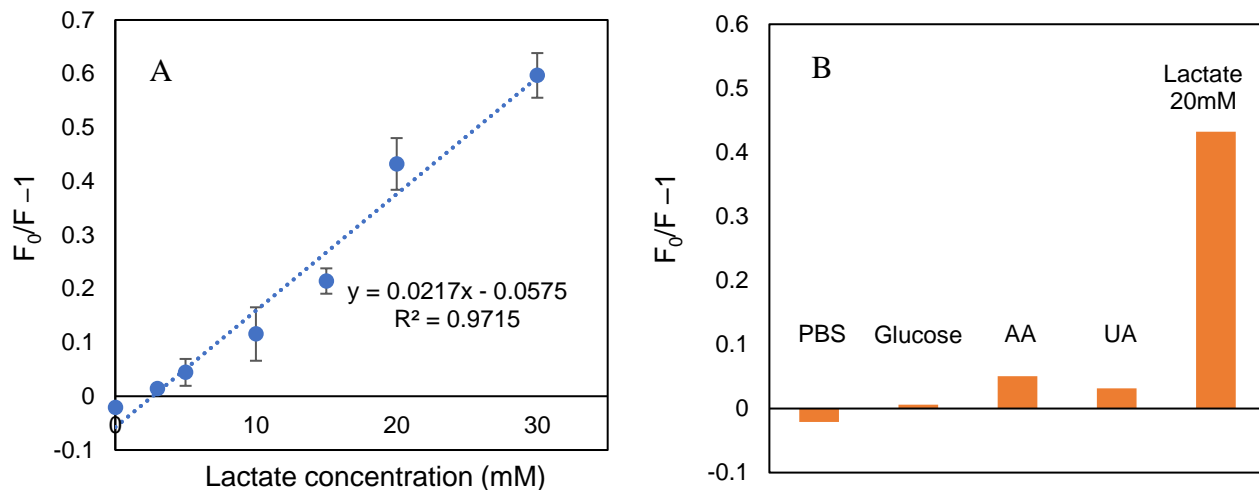 A
F₀/F −1
0.7
0.6
0.5
0.4
0.3
0.2
0.1
0
-0.1
y = 0.0217x - 0.0575
R² = 0.9715
0
10
20
30
Lactate concentration (mM)
B
F₀/F −1
0.6
0.5
0.4
0.3
0.2
0.1
0
-0.1
PBS
Glucose
AA
UA
Lactate
20mM